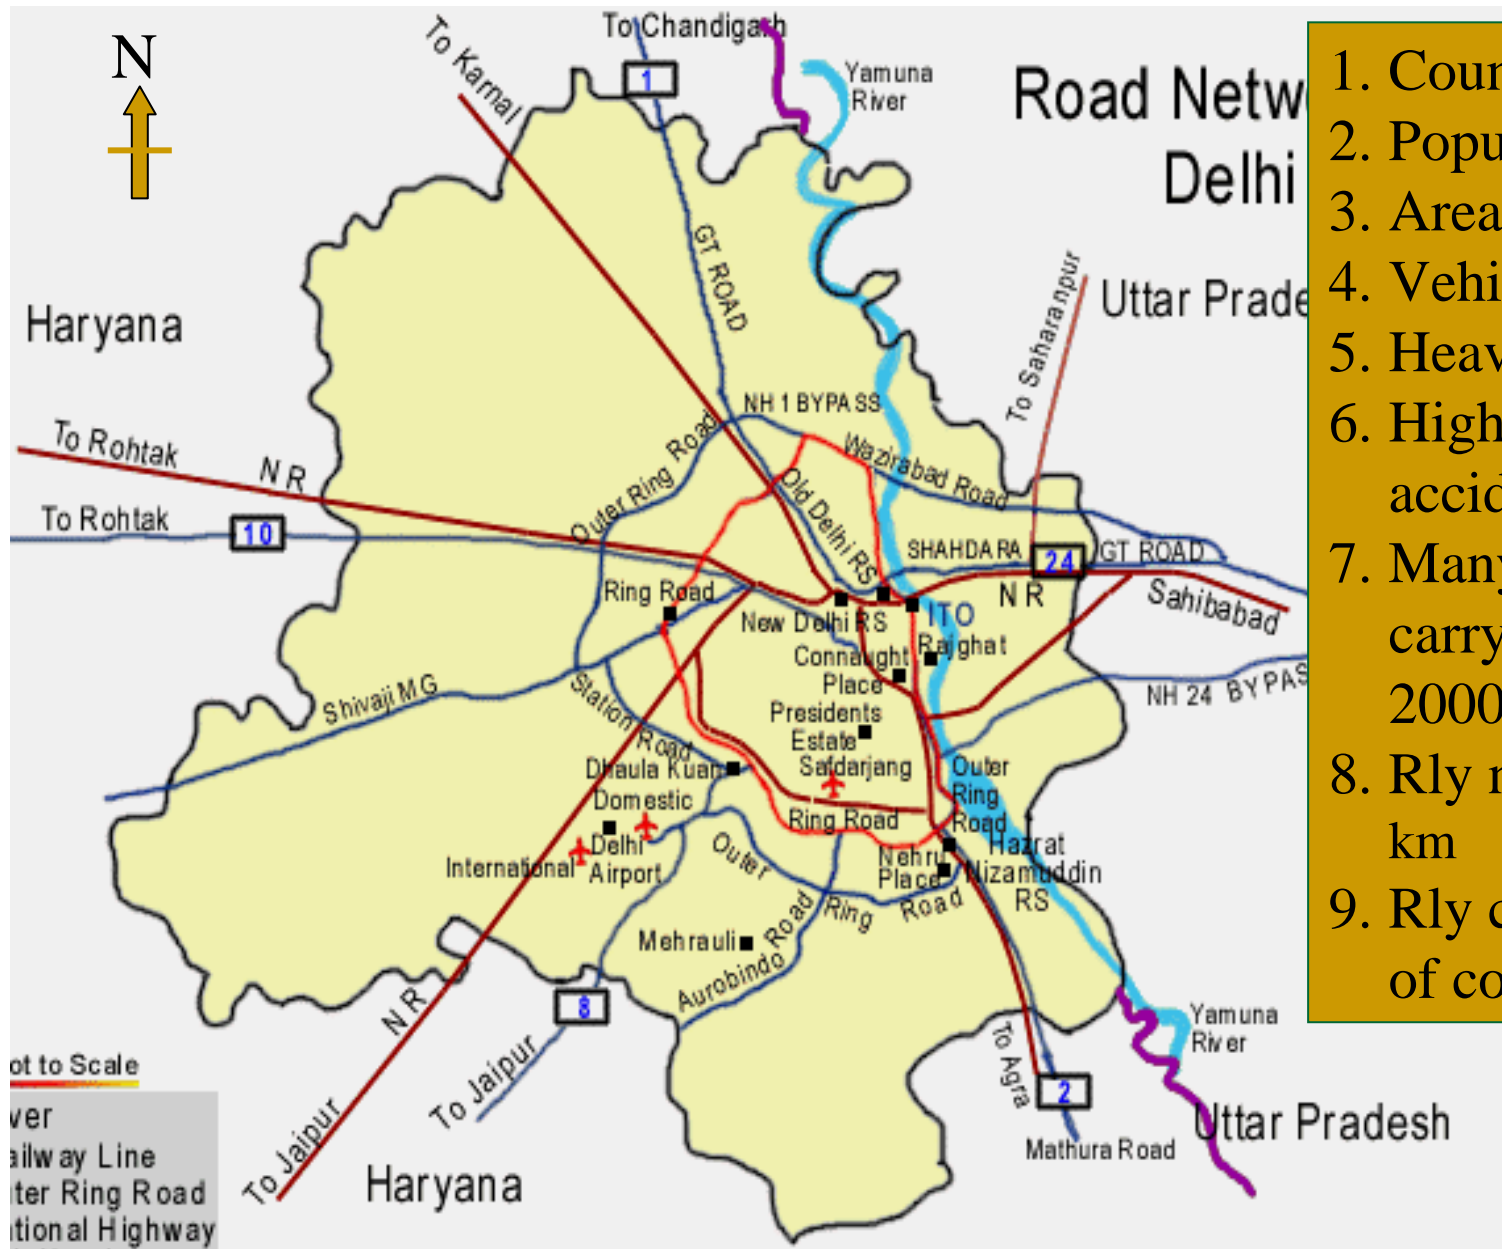 N
To Karnal
To Chandigarh
1
Yamuna
River
Road Netw
Delhi
GT ROAD
Haryana
To Saharanpur
Uttar Prade
NH 1 BYPASS
Outer Ring Road
Wazirabad Road
To Rohtak
N R
Old Delhi RS
To Rohtak
10
SHAHDARA
24
GT ROAD
N R
Sahibabad
Ring Road
New Delhi RS
ITO
Rajghat
Connaught
Place
Shivaji M G
Station Road
NH 24 BYPAS
Presidents
Estate
Dhaula Kuan
Safdarjang
Domestic
Outer
Ring
Road
Ring Road
International
Delhi
Airport
Outer Ring Road
Nehru
Place
Hazrat
Nizamuddin
RS
Mehrauli
Aurobindo Road
N R
8
To Jaipur
To Jaipur
To Agra
2
Mathura Road
Yamuna
River
Uttar Pradesh
Haryana
ot to Scale
ver
ailway Line
ter Ring Road
tional Highway
1. Coun
2. Popu
3. Area
4. Vehi
5. Heav
6. High
accid
7. Many
carry
2000
8. Rly r
km
9. Rly c
of co